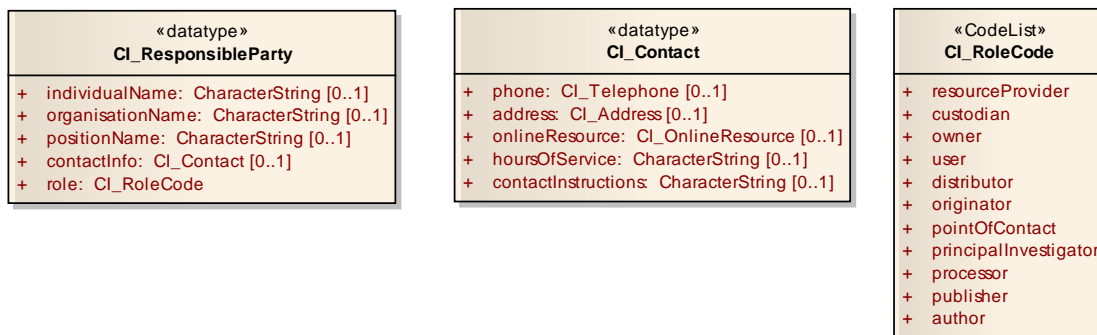 «datatype»
CI_ResponsibleParty
+ individualName: CharacterString [0..1]
+ organisationName: CharacterString [0..1]
+ positionName: CharacterString [0..1]
+ contactInfo: CI_Contact [0..1]
+ role: CI_RoleCode
«datatype»
CI_Contact
+ phone: CI_Telephone [0..1]
+ address: CI_Address [0..1]
+ onlineResource: CI_OnlineResource [0..1]
+ hoursOfService: CharacterString [0..1]
+ contactInstructions: CharacterString [0..1]
«CodeList»
CI_RoleCode
+ resourceProvider
+ custodian
+ owner
+ user
+ distributor
+ originator
+ pointOfContact
+ principalInvestigator
+ processor
+ publisher
+ author